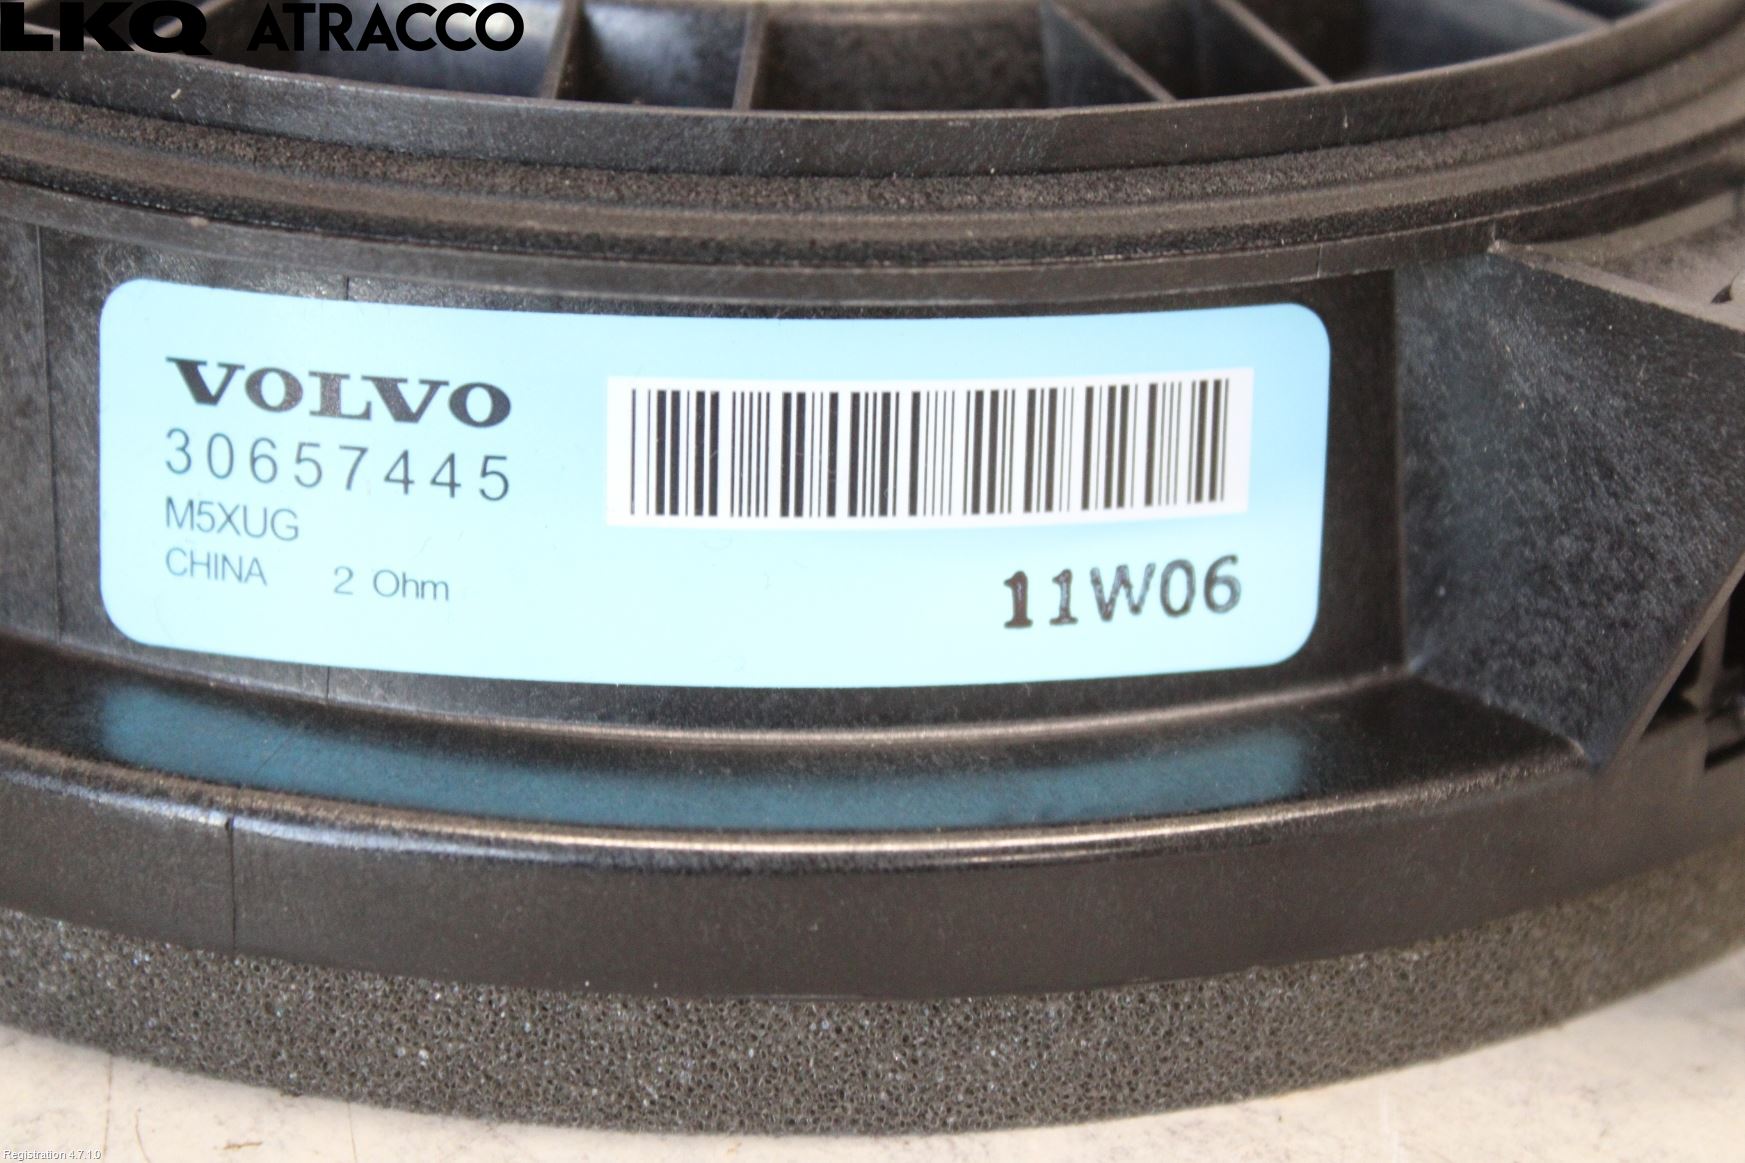 LKQ ATRACCO
VOLVO
30657445
M5XUG
CHINA 2 Ohm
11W06
Registration 4.7.1.0